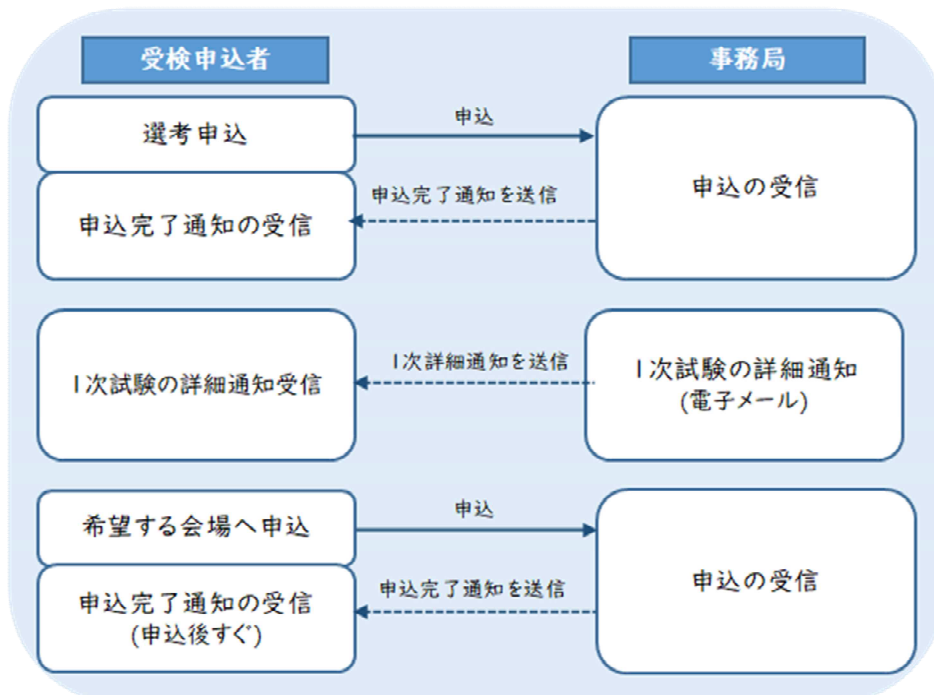 受検申込者
事務局
選考申込
申込
申込の受信
申込完了通知を送信
申込完了通知の受信
1次試験の詳細通知受信
1次詳細通知を送信
1次試験の詳細通知
(電子メール)
希望する会場へ申込
申込
申込の受信
申込完了通知を送信
申込完了通知の受信
(申込後すぐ)